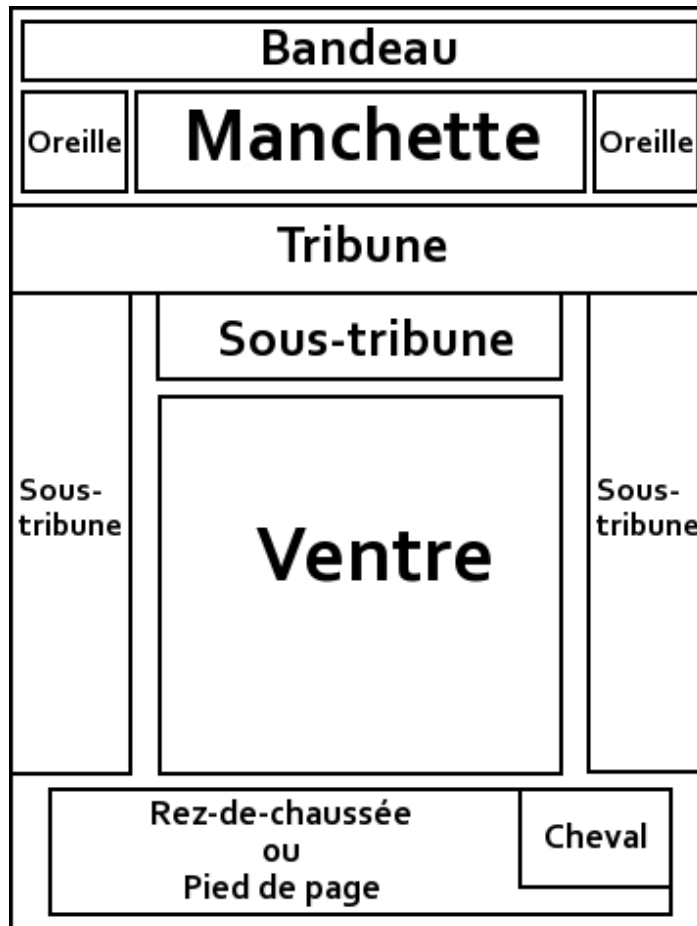 Bandeau
Oreille
Manchette
Oreille
Tribune
Sous-tribune
Sous-
tribune
Ventre
Sous-
tribune
Rez-de-chaussée
ou
Pied de page
Cheval